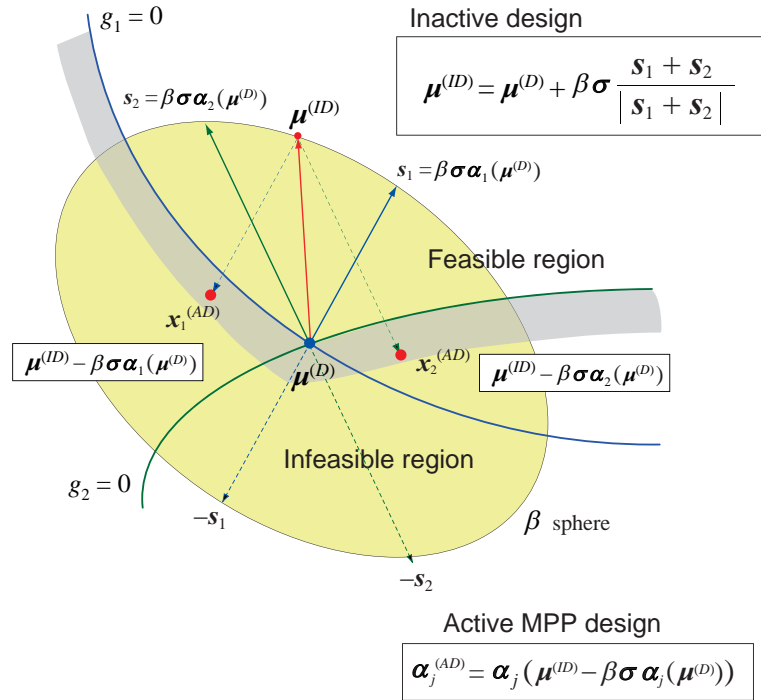 g₁ = 0
Inactive design
μ⁽ᴵᴰ⁾ = μ⁽ᴰ⁾ + βσ (s₁ + s₂) / |s₁ + s₂|
s₂ = βσα₂(μ⁽ᴰ⁾)
μ⁽ᴵᴰ⁾
s₁ = βσα₁(μ⁽ᴰ⁾)
Feasible region
x₁⁽ᴬᴰ⁾
x₂⁽ᴬᴰ⁾
μ⁽ᴵᴰ⁾ − βσα₁(μ⁽ᴰ⁾)
μ⁽ᴰ⁾
μ⁽ᴵᴰ⁾ − βσα₂(μ⁽ᴰ⁾)
Infeasible region
g₂ = 0
−s₁
β sphere
−s₂
Active MPP design
αⱼ⁽ᴬᴰ⁾ = αⱼ(μ⁽ᴵᴰ⁾ − βσαⱼ(μ⁽ᴰ⁾))